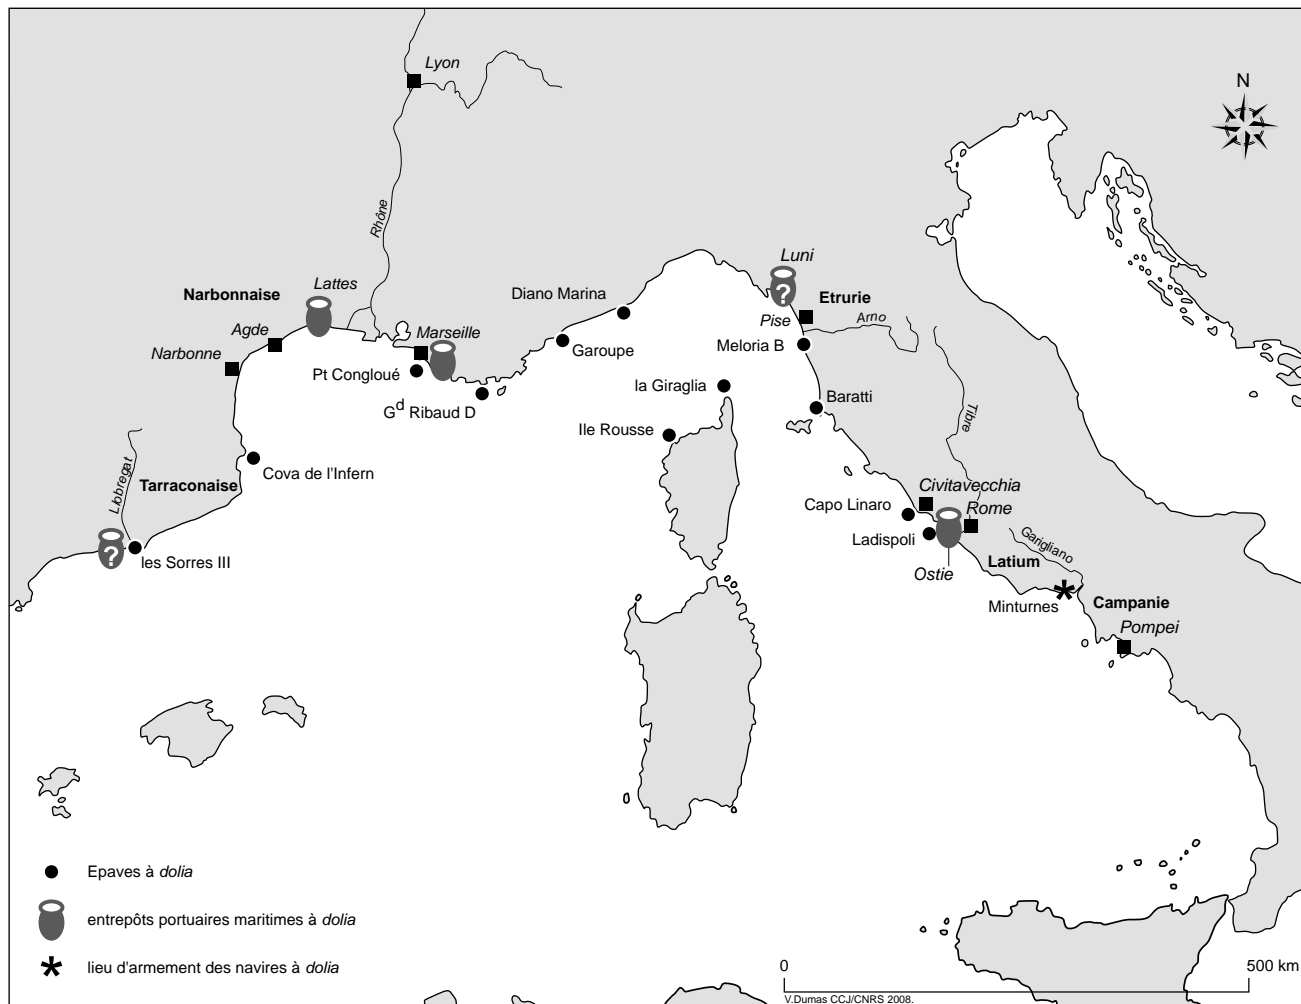 Lyon
N
Rhône
Luni
Lattes
Narbonnaise
?
Diano Marina
Etrurie
Pise
Arno
Agde
Marseille
Narbonne
Garoupe
Meloria B
Pt Congloué
la Giraglia
Baratti
Gd Ribaud D
Tibre
Ile Rousse
Llobregat
Cova de l'Infern
Tarraconaise
Civitavecchia
Capo Linaro
Rome
Ladispoli
Garigliano
?
les Sorres III
Latium
Ostie
Minturnes
Campanie
Pompei
Epaves à dolia
entrepôts portuaires maritimes à dolia
lieu d'armement des navires à dolia
0
500 km
V.Dumas CCJ/CNRS 2008.